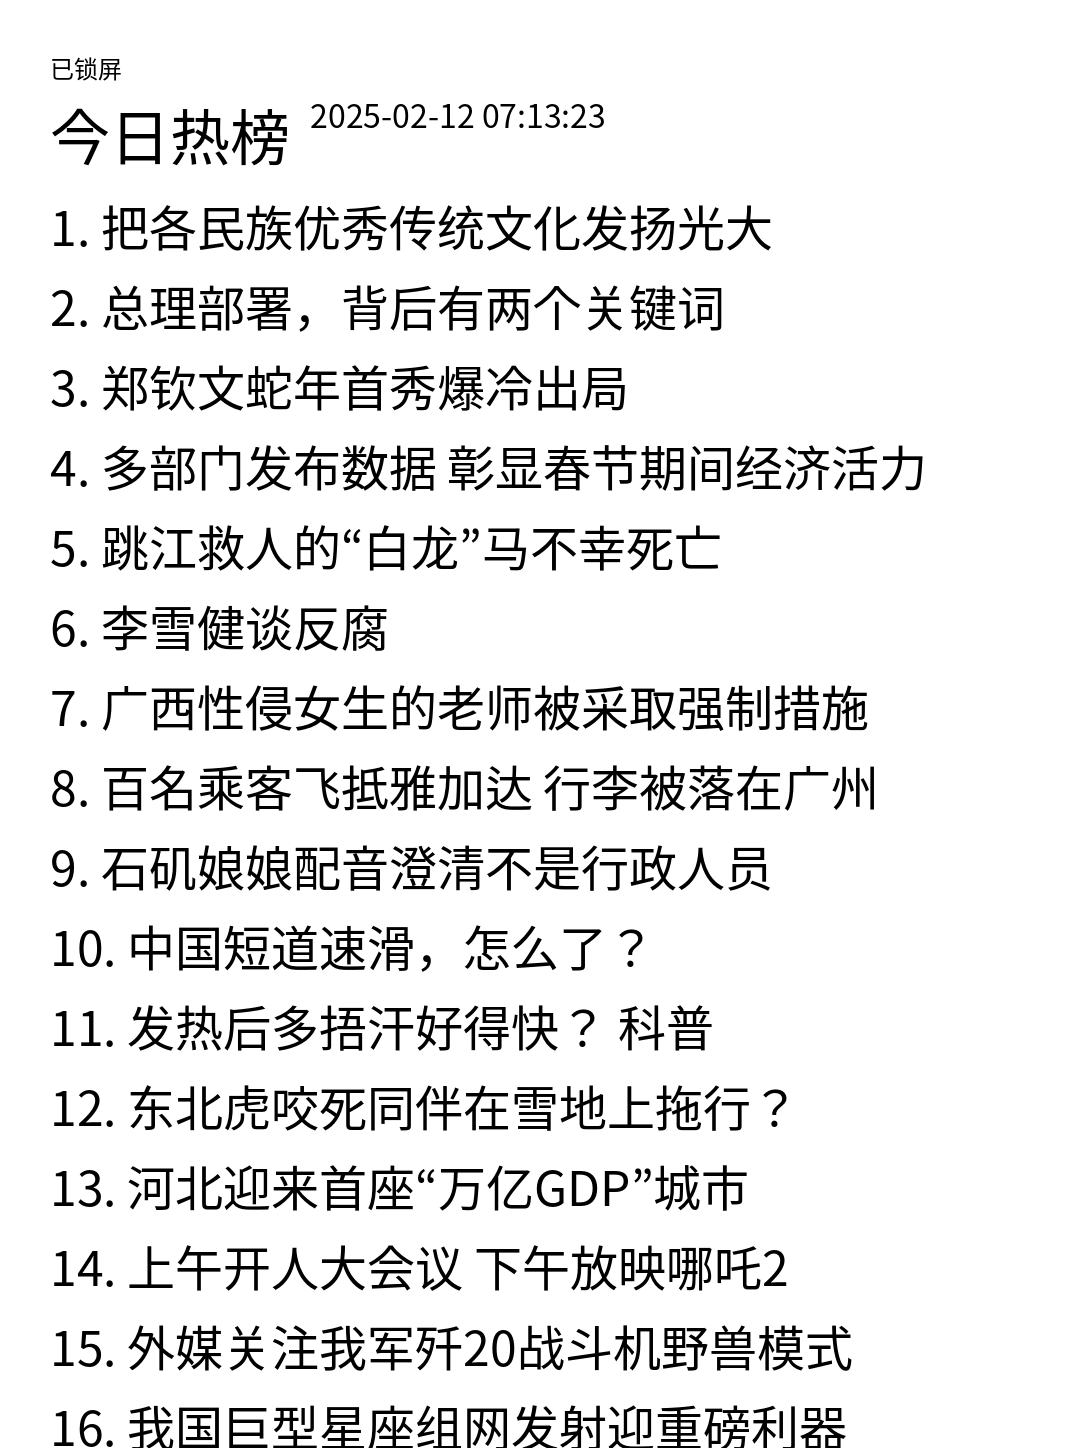 已锁屏
今日热榜 2025-02-12 07:13:23
1. 把各民族优秀传统文化发扬光大
2. 总理部署，背后有两个关键词
3. 郑钦文蛇年首秀爆冷出局
4. 多部门发布数据 彰显春节期间经济活力
5. 跳江救人的“白龙”马不幸死亡
6. 李雪健谈反腐
7. 广西性侵女生的老师被采取强制措施
8. 百名乘客飞抵雅加达 行李被落在广州
9. 石矶娘娘配音澄清不是行政人员
10. 中国短道速滑，怎么了？
11. 发热后多捂汗好得快？ 科普
12. 东北虎咬死同伴在雪地上拖行？
13. 河北迎来首座“万亿GDP”城市
14. 上午开人大会议 下午放映哪吒2
15. 外媒关注我军歼20战斗机野兽模式
16. 我国巨型星座组网发射迎重磅利器